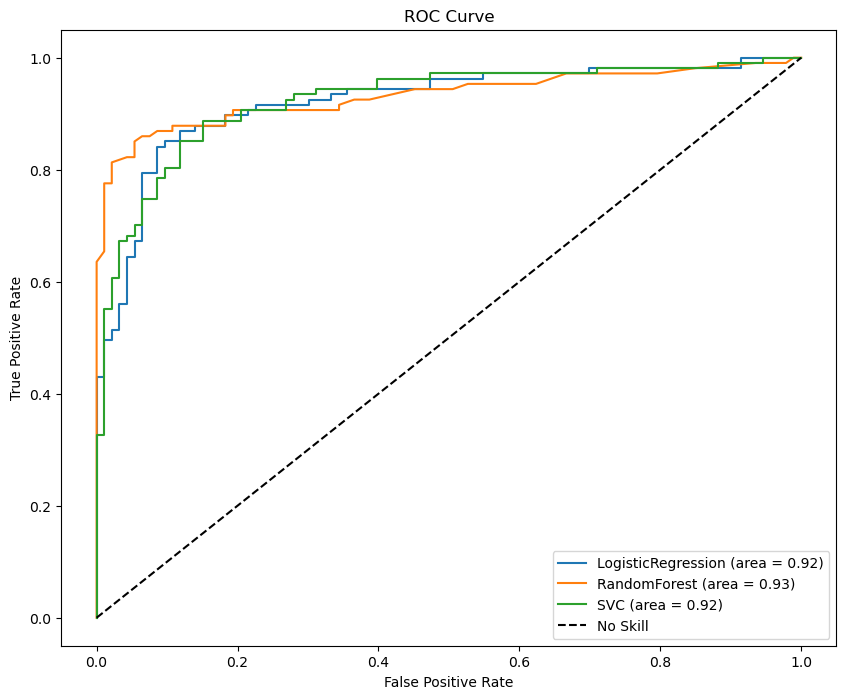 ROC Curve
True Positive Rate
1.0
0.8
0.6
0.4
0.2
0.0
LogisticRegression (area = 0.92)
RandomForest (area = 0.93)
SVC (area = 0.92)
No Skill
0.0 0.2 0.4 0.6 0.8 1.0
False Positive Rate